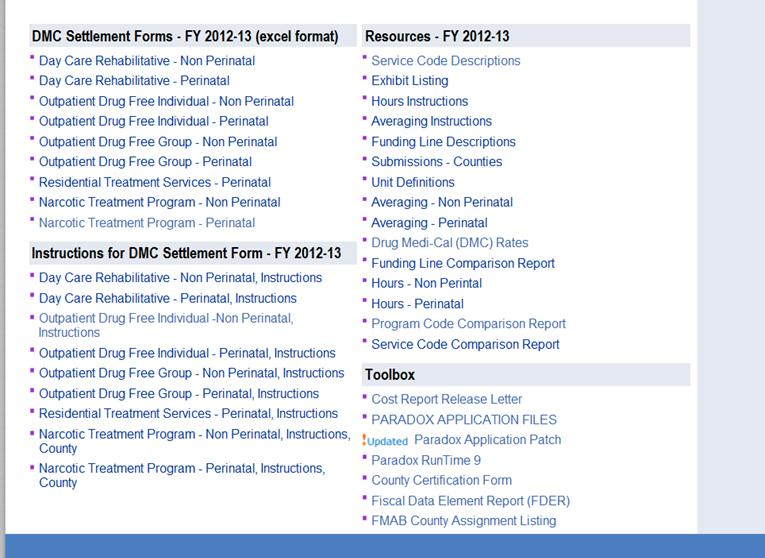 DMC Settlement Forms - FY 2012-13 (excel format)
Day Care Rehabilitative - Non Perinatal
Day Care Rehabilitative - Perinatal
Outpatient Drug Free Individual - Non Perinatal
Outpatient Drug Free Individual - Perinatal
Outpatient Drug Free Group - Non Perinatal
Outpatient Drug Free Group - Perinatal
Residential Treatment Services - Perinatal
Narcotic Treatment Program - Non Perinatal
Narcotic Treatment Program - Perinatal
Instructions for DMC Settlement Form - FY 2012-13
Day Care Rehabilitative - Non Perinatal, Instructions
Day Care Rehabilitative - Perinatal, Instructions
Outpatient Drug Free Individual -Non Perinatal,
Instructions
Outpatient Drug Free Individual - Perinatal, Instructions
Outpatient Drug Free Group - Non Perinatal, Instructions
Outpatient Drug Free Group - Perinatal, Instructions
Residential Treatment Services - Perinatal, Instructions
Narcotic Treatment Program - Non Perinatal, Instructions,
County
Narcotic Treatment Program - Perinatal, Instructions,
County
Resources - FY 2012-13
Service Code Descriptions
Exhibit Listing
Hours Instructions
Averaging Instructions
Funding Line Descriptions
Submissions - Counties
Unit Definitions
Averaging - Non Perinatal
Averaging - Perinatal
Drug Medi-Cal (DMC) Rates
Funding Line Comparison Report
Hours - Non Perintal
Hours - Perinatal
Program Code Comparison Report
Service Code Comparison Report
Toolbox
Cost Report Release Letter
PARADOX APPLICATION FILES
!Updated Paradox Application Patch
Paradox RunTime 9
County Certification Form
Fiscal Data Element Report (FDER)
FMAB County Assignment Listing